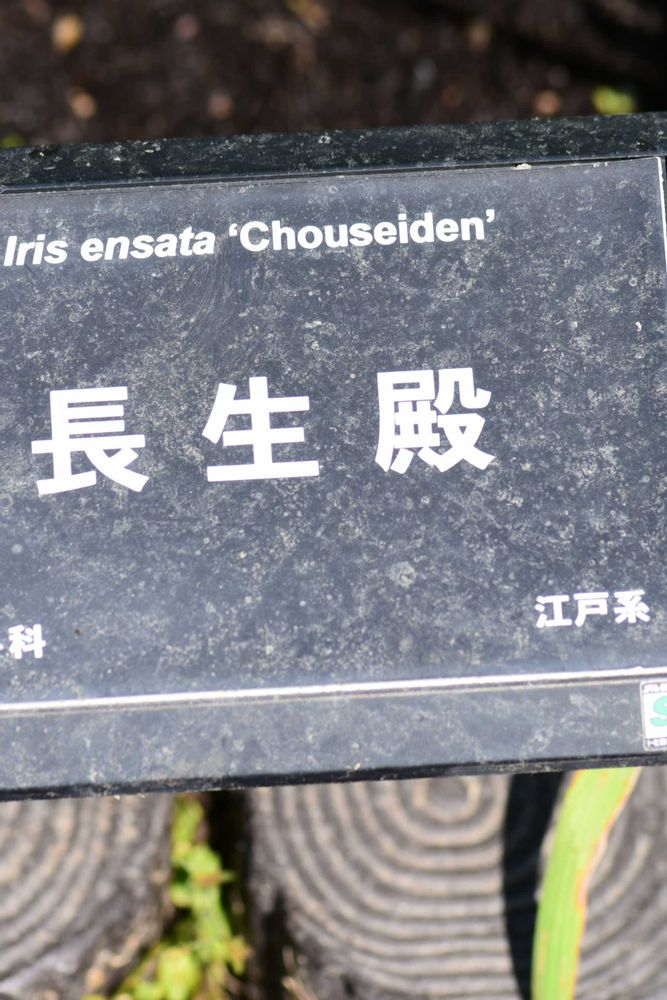 Iris ensata ‘Chouseiden’
長生殿
江戸系
科